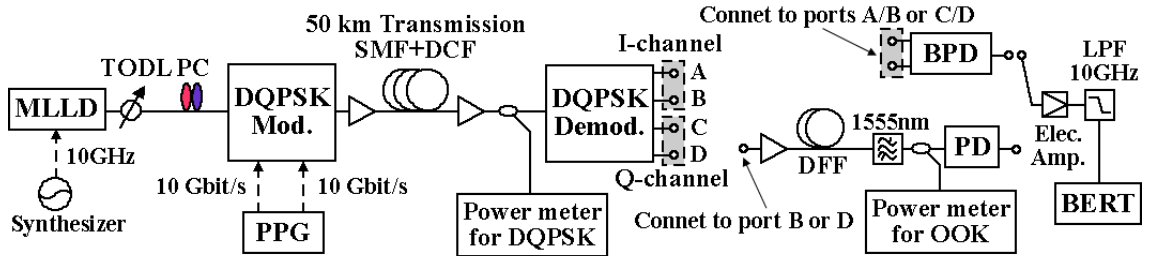 50 km Transmission
SMF+DCF
Connet to ports A/B or C/D
I-channel
TODL PC
MLLD
DQPSK
Mod.
DQPSK
Demod.
A
B
C
D
Q-channel
BPD
LPF
10GHz
Elec.
Amp.
1555nm
DFF
PD
10GHz
10 Gbit/s
10 Gbit/s
Synthesizer
PPG
Power meter
for DQPSK
Connet to port B or D
Power meter
for OOK
BERT